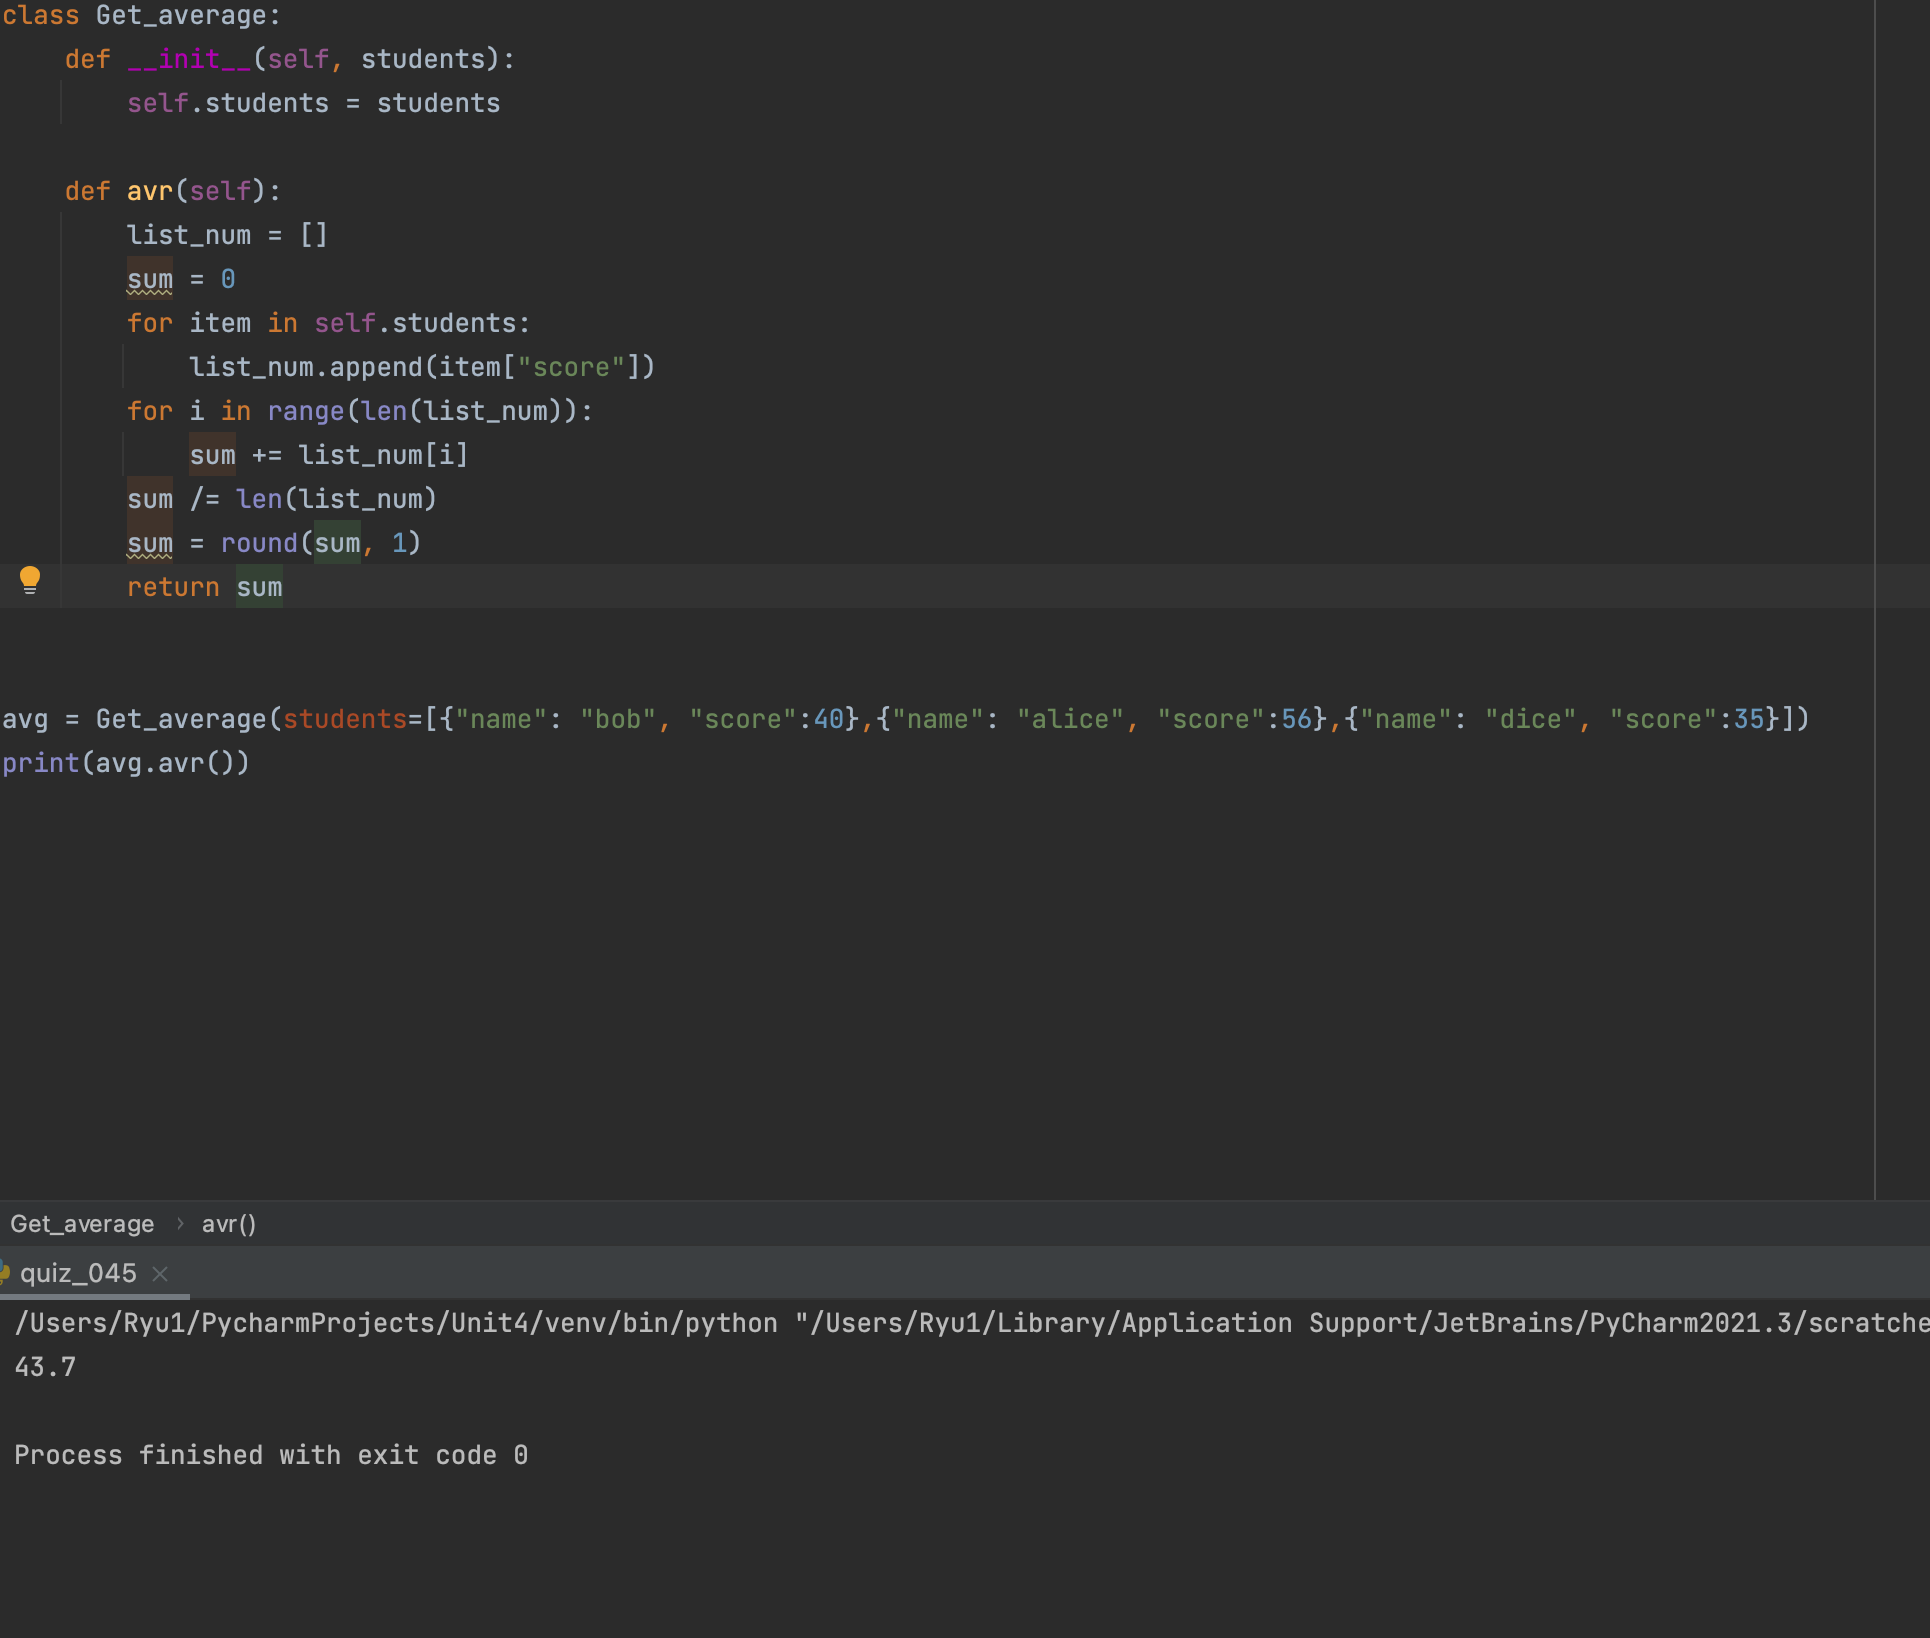 class Get_average:
    def __init__(self, students):
        self.students = students

    def avr(self):
        list_num = []
        sum = 0
        for item in self.students:
            list_num.append(item["score"])
        for i in range(len(list_num)):
            sum += list_num[i]
        sum /= len(list_num)
        sum = round(sum, 1)
        return sum

avg = Get_average(students=[{"name": "bob", "score":40},{"name": "alice", "score":56},{"name": "dice", "score":35}])
print(avg.avr())
Get_average › avr()
quiz_045 ×
/Users/Ryu1/PycharmProjects/Unit4/venv/bin/python "/Users/Ryu1/Library/Application Support/JetBrains/PyCharm2021.3/scratche
43.7

Process finished with exit code 0